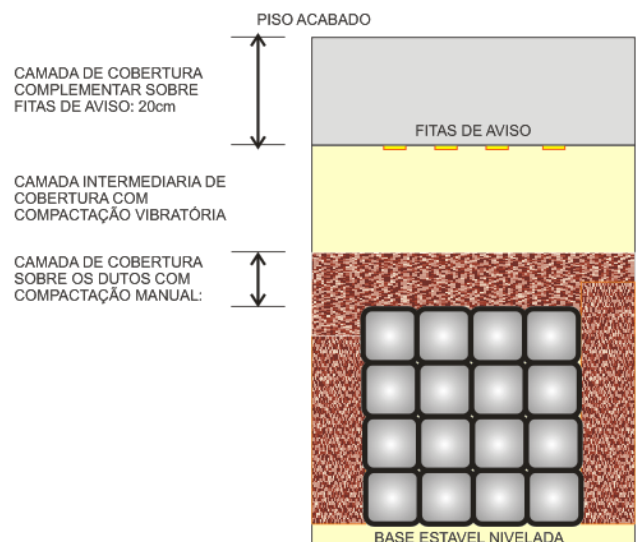 PISO ACABADO
CAMADA DE COBERTURA
COMPLEMENTAR SOBRE
FITAS DE AVISO: 20cm
FITAS DE AVISO
CAMADA INTERMEDIARIA DE
COBERTURA COM
COMPACTAÇÃO VIBRATÓRIA
CAMADA DE COBERTURA
SOBRE OS DUTOS COM
COMPACTAÇÃO MANUAL:
BASE ESTAVEL NIVELADA